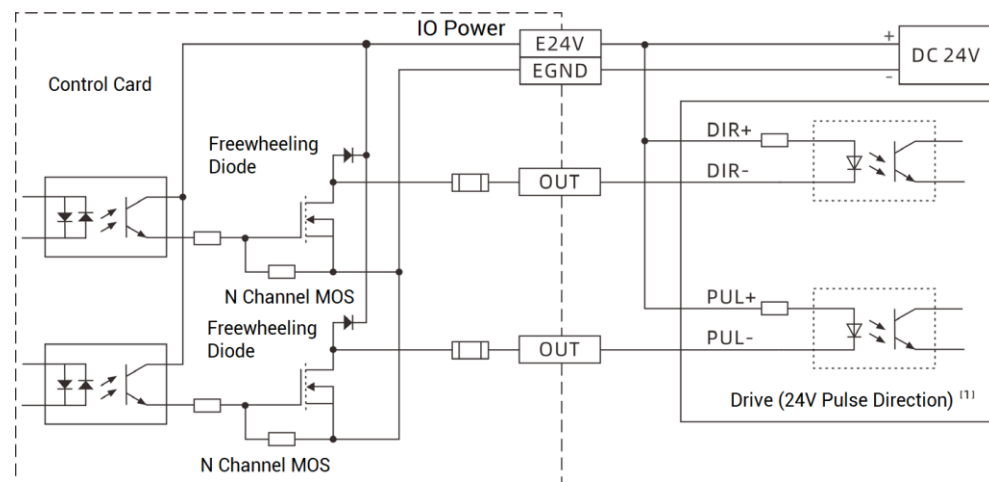 IO Power
E24V
+
DC 24V
EGND
-
Control Card
DIR+
Freewheeling
Diode
OUT
DIR-
N Channel MOS
Freewheeling
Diode
PUL+
OUT
PUL-
Drive (24V Pulse Direction) [1]
N Channel MOS